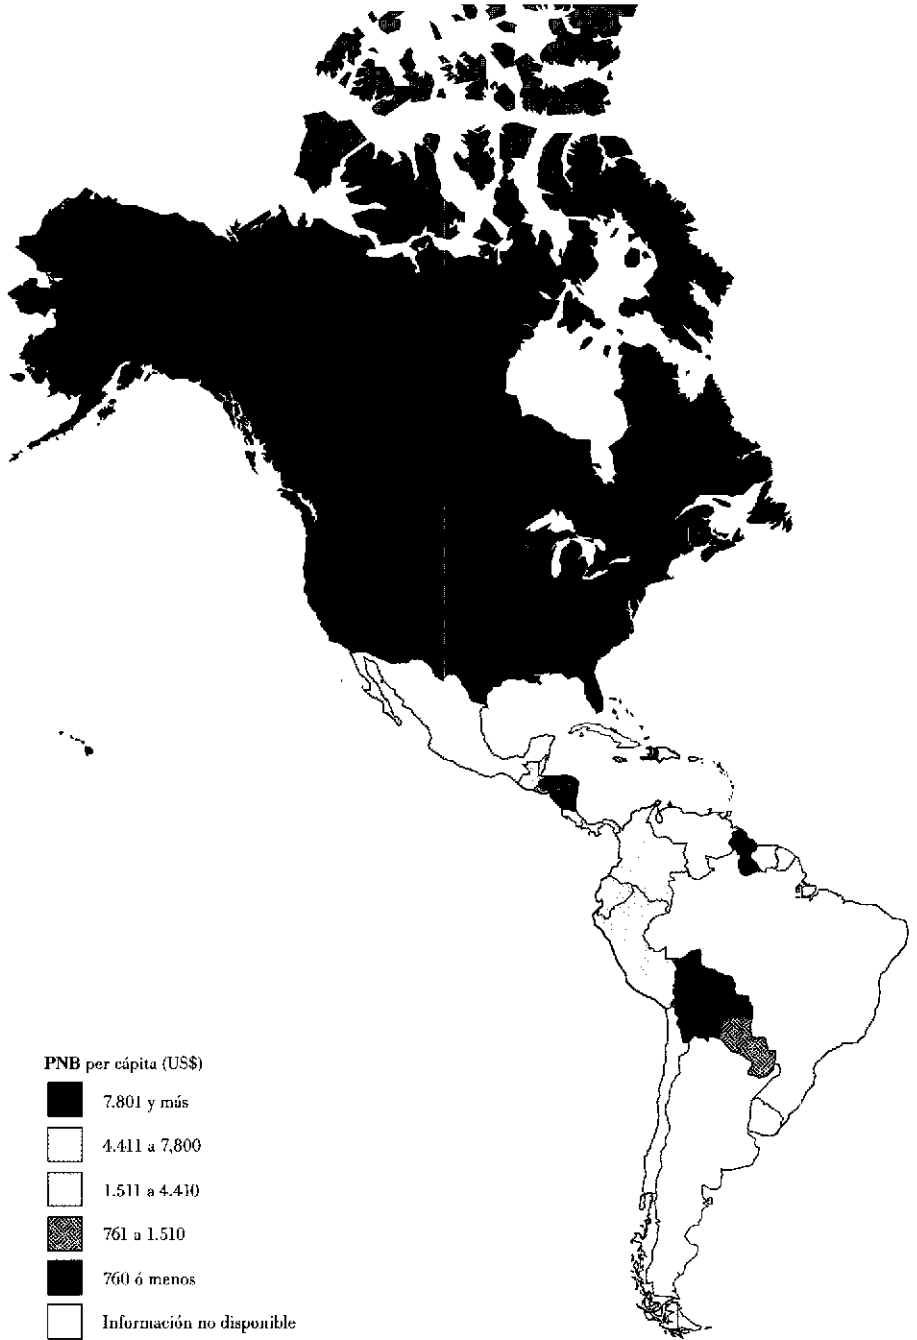 PNB per cápita (US$)
7.801 y más
4.411 a 7,800
1.511 a 4.410
761 a 1.510
760 ó menos
Información no disponible